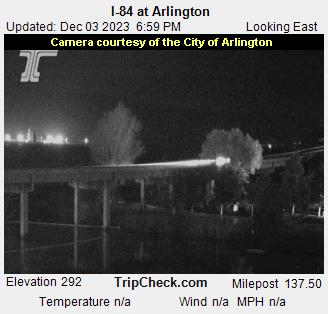 I-84 at Arlington
Updated: Dec 03 2023 6:59 PM Looking East
Camera courtesy of the City of Arlington
Elevation 292 TripCheck.com Milepost 137.50
Temperature n/a Wind n/a MPH n/a